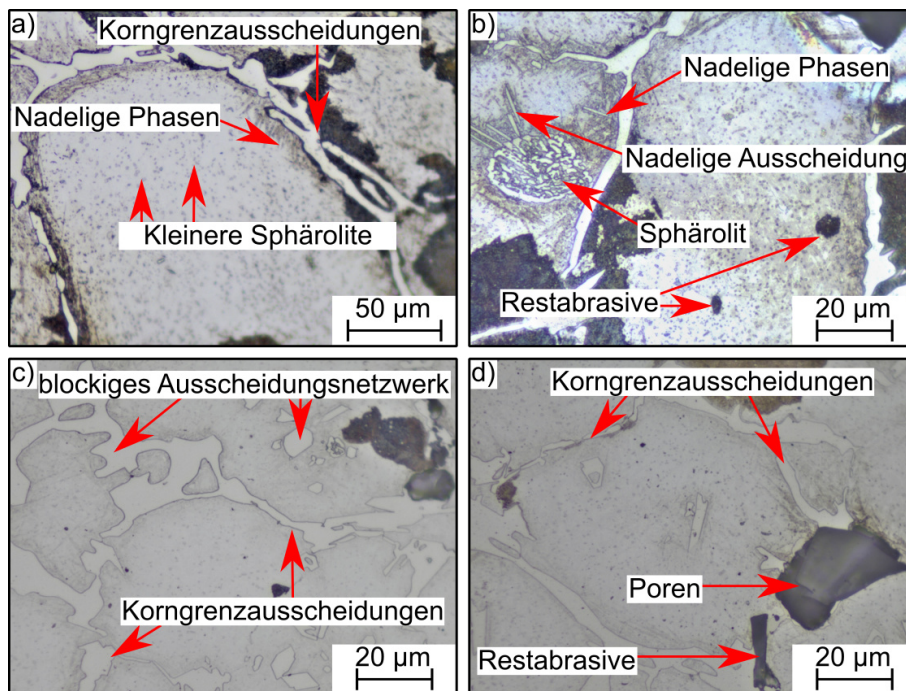 a)
Korngrenzausscheidungen
Nadelige Phasen
Kleinere Sphärolite
50 µm
b)
Nadelige Phasen
Nadelige Ausscheidung
Sphärolit
Restabrasive
20 µm
c)
blockiges Ausscheidungsnetzwerk
Korngrenzausscheidungen
20 µm
d)
Korngrenzausscheidungen
Poren
Restabrasive
20 µm